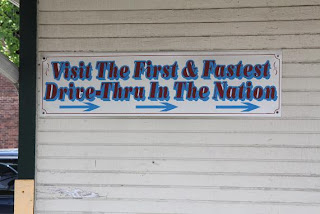 Visit The First & Fastest
Drive-Thru In The Nation